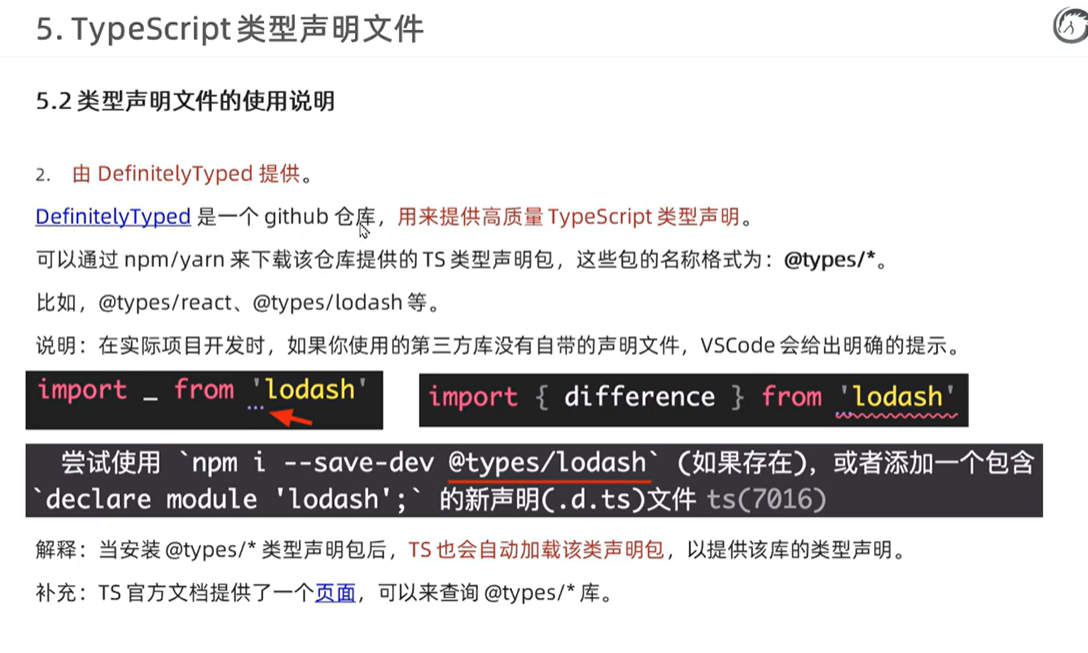 5. TypeScript 类型声明文件
5.2 类型声明文件的使用说明
2. 由 DefinitelyTyped 提供。
DefinitelyTyped 是一个 github 仓库，用来提供高质量 TypeScript 类型声明。
可以通过 npm/yarn 来下载该仓库提供的 TS 类型声明包，这些包的名称格式为：@types/*。
比如，@types/react、@types/lodash 等。
说明：在实际项目开发时，如果你使用的第三方库没有自带的声明文件，VSCode 会给出明确的提示。
import _ from 'lodash'
import { difference } from 'lodash'
尝试使用 `npm i --save-dev @types/lodash` (如果存在)，或者添加一个包含
`declare module 'lodash';` 的新声明(.d.ts)文件 ts(7016)
解释：当安装 @types/* 类型声明包后，TS 也会自动加载该类声明包，以提供该库的类型声明。
补充：TS 官方文档提供了一个页面，可以来查询 @types/* 库。